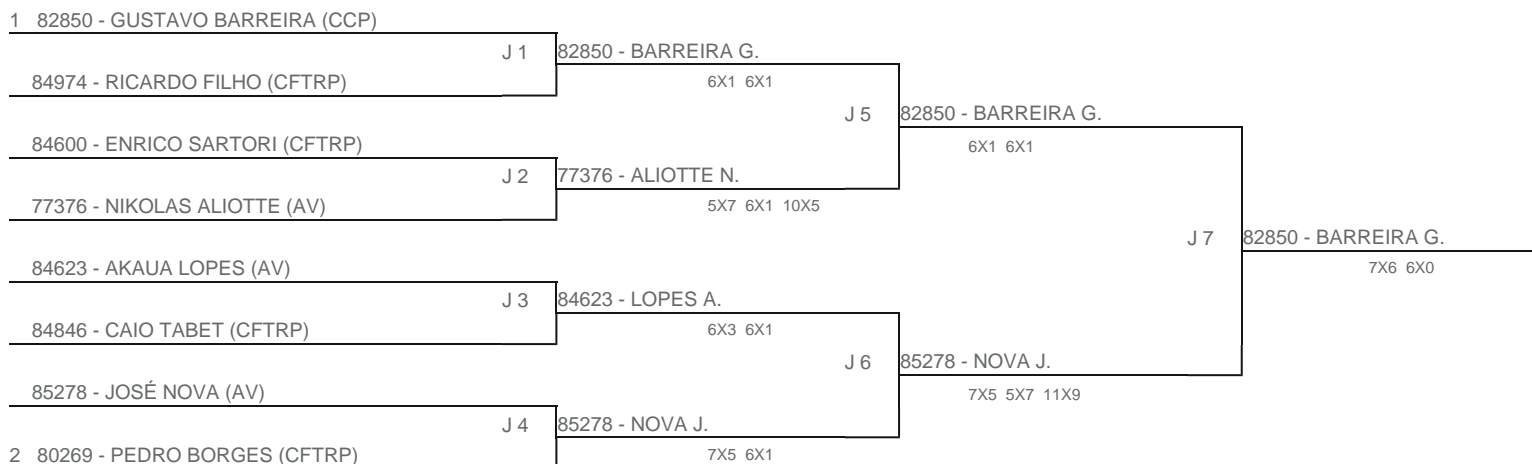 1 82850 - GUSTAVO BARREIRA (CCP)
J 1
82850 - BARREIRA G.
84974 - RICARDO FILHO (CFTRP)
6X1 6X1
J 5
82850 - BARREIRA G.
84600 - ENRICO SARTORI (CFTRP)
6X1 6X1
J 2
77376 - ALIOTTE N.
77376 - NIKOLAS ALIOTTE (AV)
5X7 6X1 10X5
J 7
82850 - BARREIRA G.
84623 - AKAUA LOPES (AV)
7X6 6X0
J 3
84623 - LOPES A.
84846 - CAIO TABET (CFTRP)
6X3 6X1
J 6
85278 - NOVA J.
85278 - JOSÉ NOVA (AV)
7X5 5X7 11X9
J 4
85278 - NOVA J.
2 80269 - PEDRO BORGES (CFTRP)
7X5 6X1